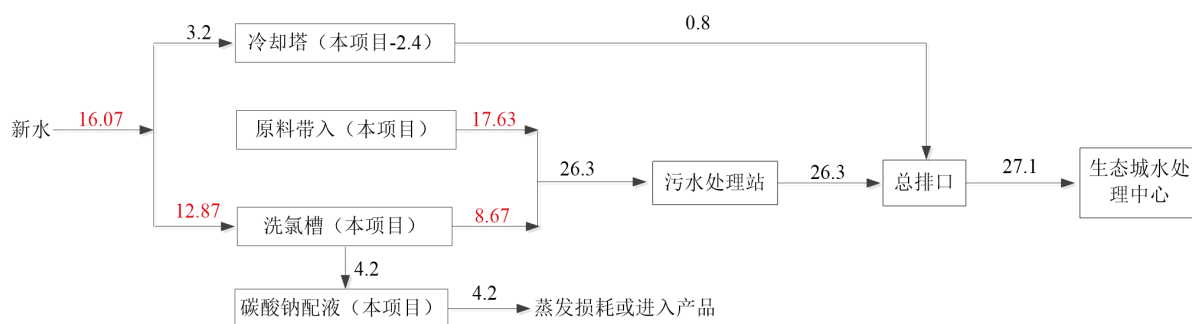 3.2
冷却塔（本项目-2.4）
0.8
新水
16.07
原料带入（本项目）
17.63
26.3
污水处理站
26.3
总排口
27.1
生态城水处
理中心
12.87
洗氯槽（本项目）
8.67
4.2
碳酸钠配液（本项目）
4.2
蒸发损耗或进入产品